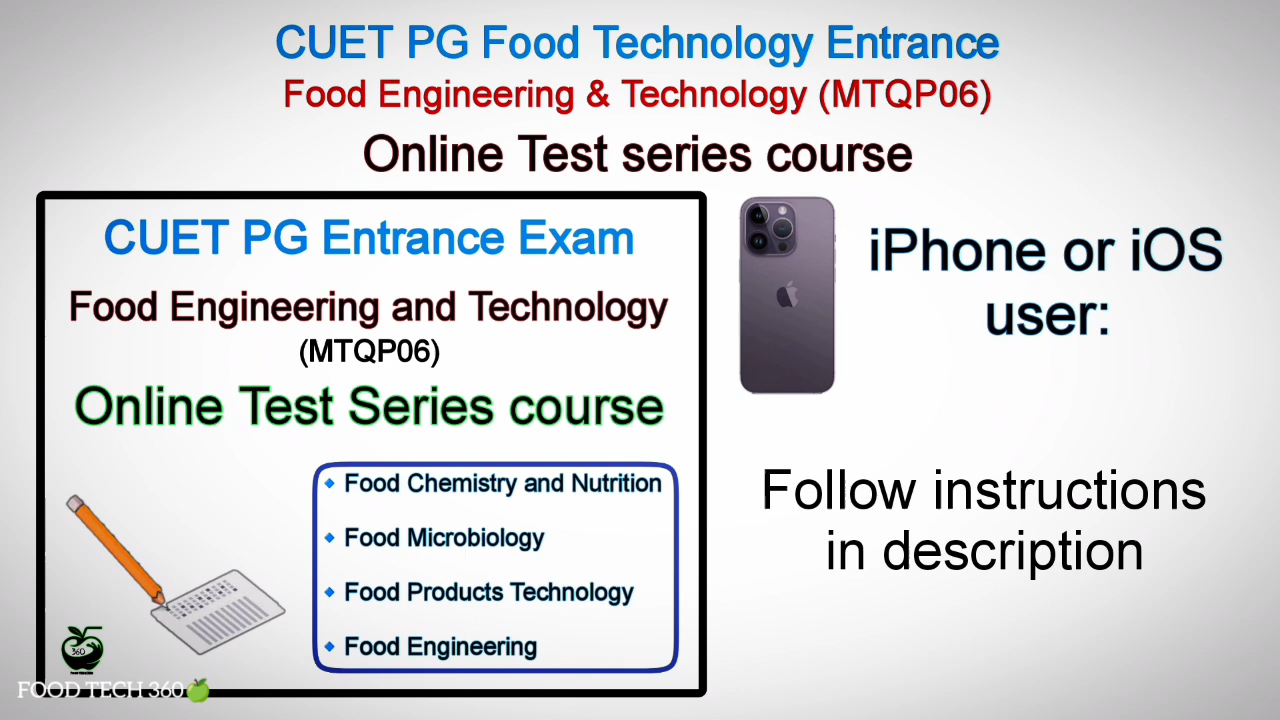 CUET PG Food Technology Entrance
Food Engineering & Technology (MTQP06)
Online Test series course
CUET PG Entrance Exam
Food Engineering and Technology
(MTQP06)
Online Test Series course
Food Chemistry and Nutrition
Food Microbiology
Food Products Technology
Food Engineering
360
FOOD TECH 360
iPhone or iOS
user:
Follow instructions
in description